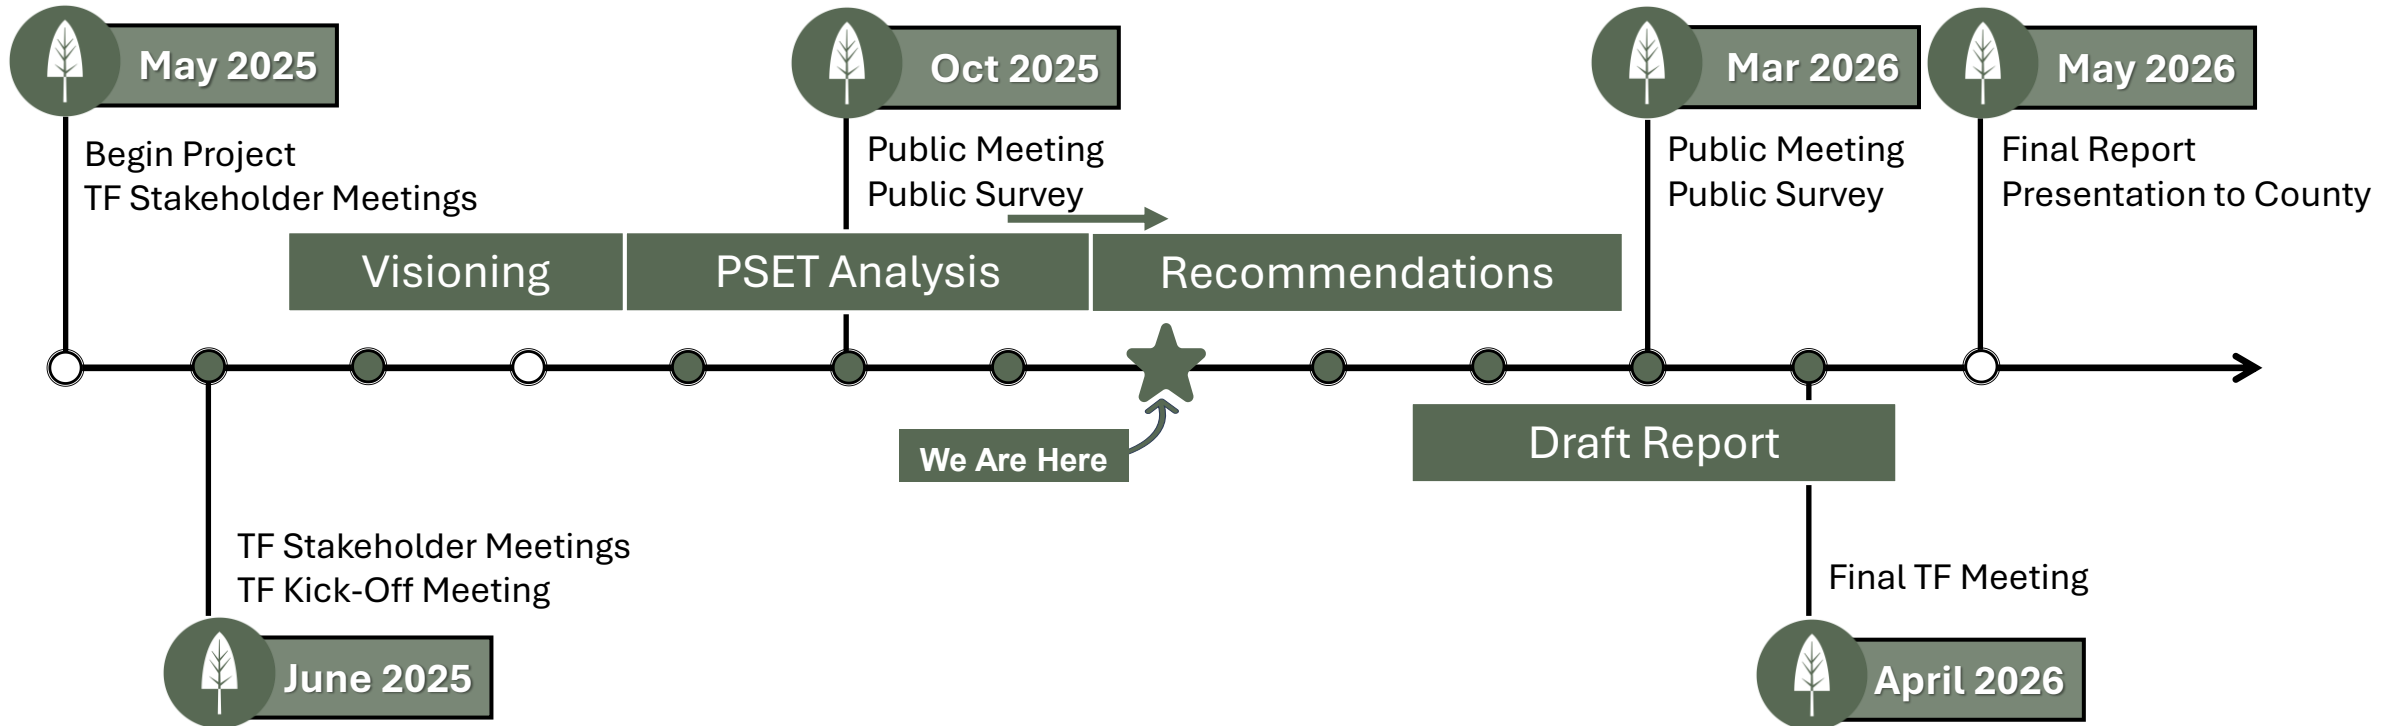 May 2025
Begin Project
TF Stakeholder Meetings
Oct 2025
Public Meeting
Public Survey
Mar 2026
Public Meeting
Public Survey
May 2026
Final Report
Presentation to County
Visioning
PSET Analysis
Recommendations
We Are Here
Draft Report
TF Stakeholder Meetings
TF Kick-Off Meeting
June 2025
Final TF Meeting
April 2026